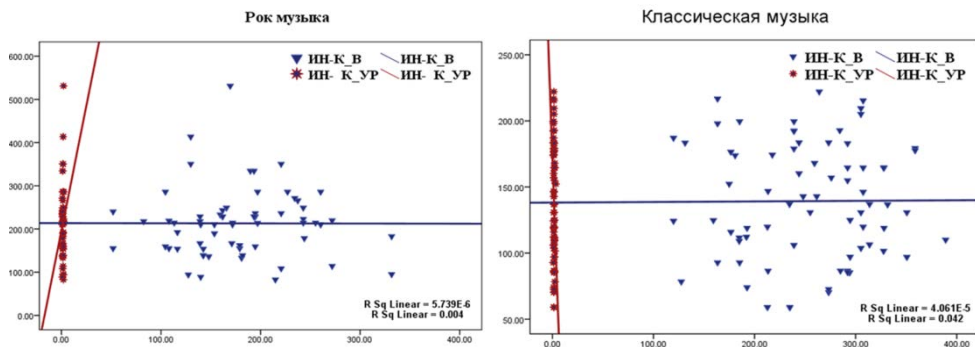 Рок музыка
600.00
500.00
400.00
300.00
200.00
100.00
0.00
ИН-К_В ИН-К_В
ИН- К_УР ИН- К_УР
R Sq Linear = 5.739E-6
R Sq Linear = 0.004
0.00 100.00 200.00 300.00 400.00
Классическая музыка
250.00
200.00
150.00
100.00
50.00
ИН-К_В ИН-К_В
ИН-К_УР ИН-К_УР
R Sq Linear = 4.061E-5
R Sq Linear = 0.042
0.00 100.00 200.00 300.00 400.00